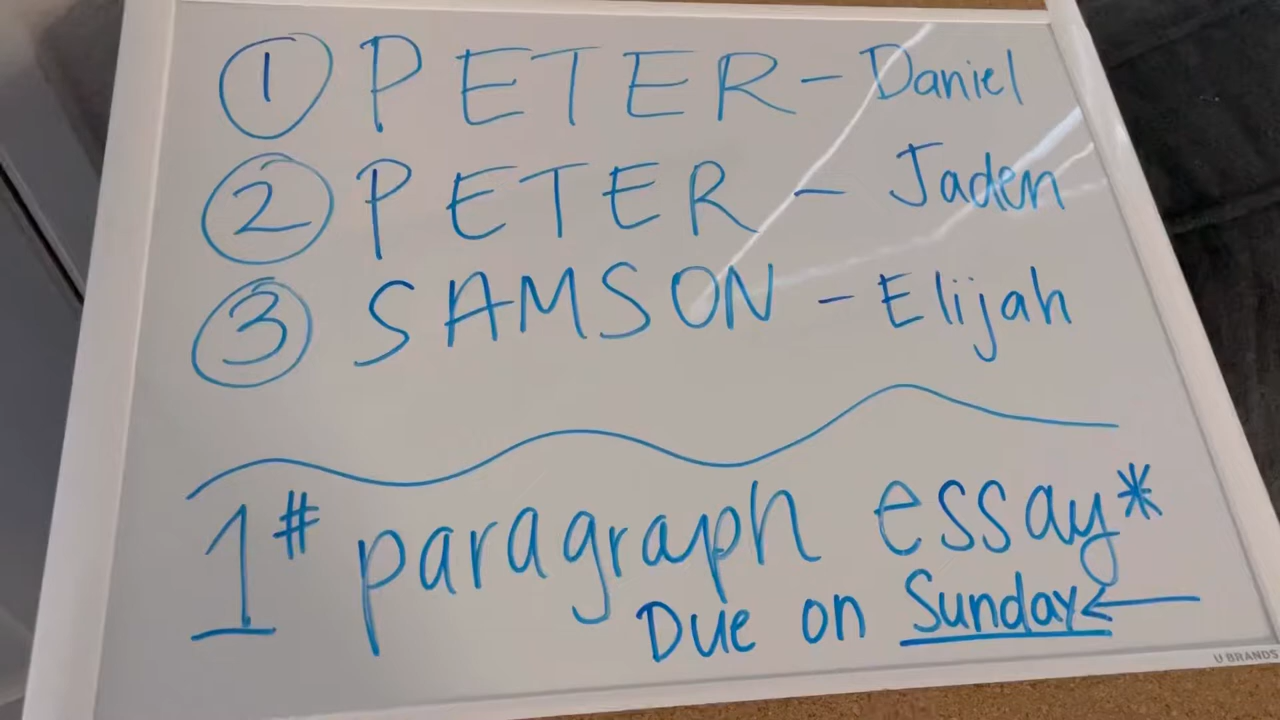 1 PETER - Daniel
2 PETER - Jaden
3 SAMSON - Elijah
1# paragraph essay*
Due on Sunday←
U BRANDS